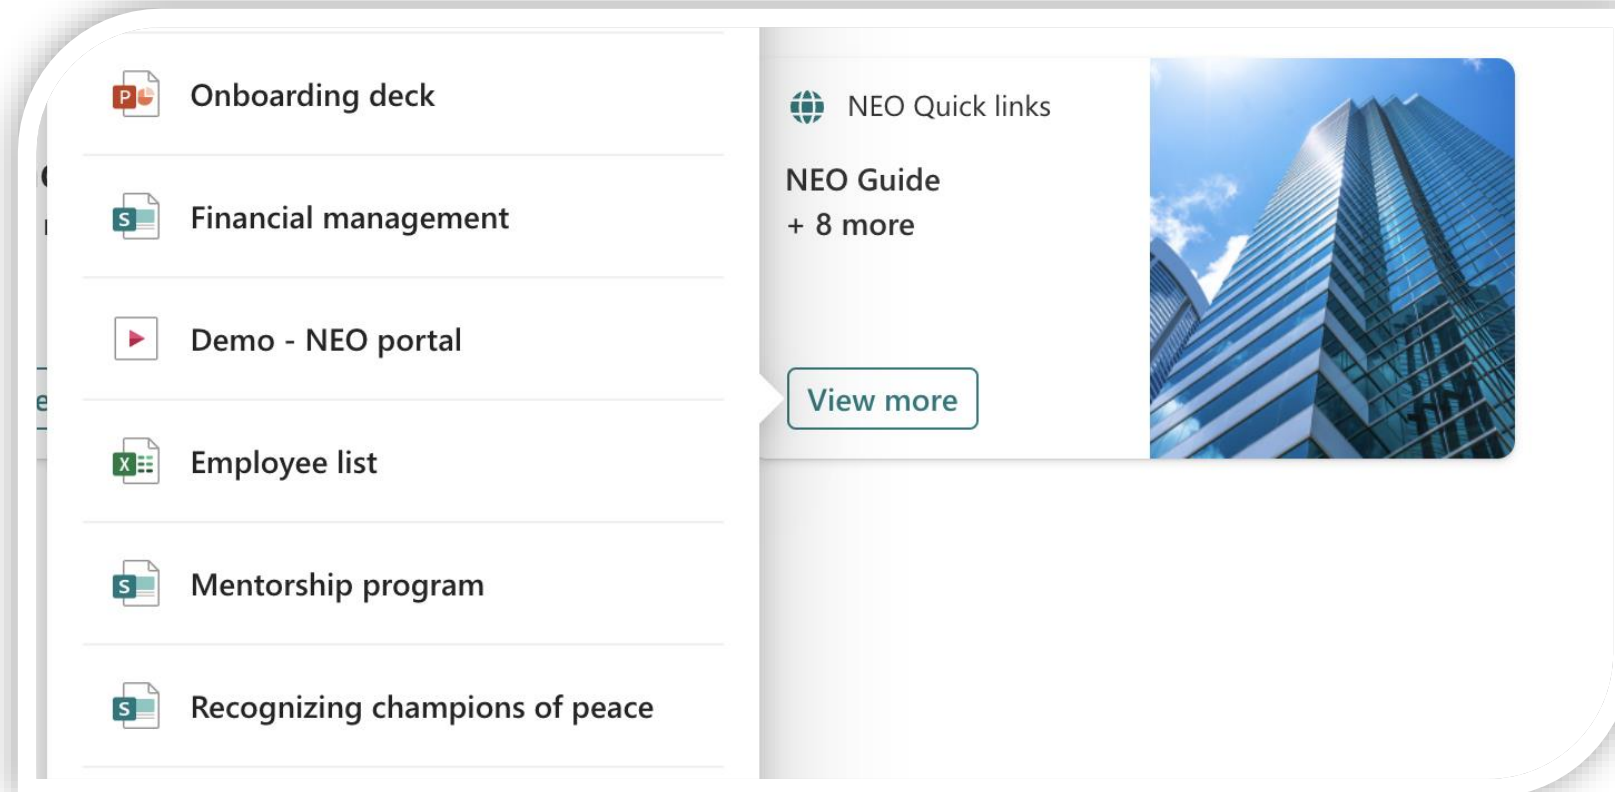 Onboarding deck
Financial management
Demo - NEO portal
Employee list
Mentorship program
Recognizing champions of peace
NEO Quick links
NEO Guide
+ 8 more
View more